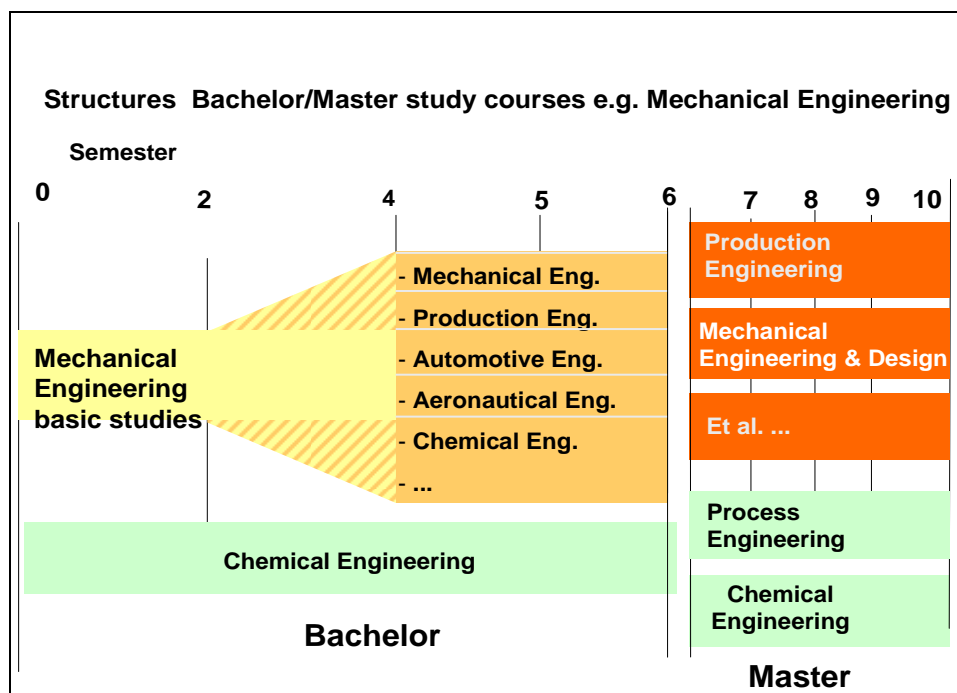 Structures Bachelor/Master study courses e.g. Mechanical Engineering
Semester
0 2 4 5 6 7 8 9 10
- Mechanical Eng.
- Production Eng.
- Automotive Eng.
- Aeronautical Eng.
- Chemical Eng.
- ...
Mechanical
Engineering
basic studies
Production
Engineering
Mechanical
Engineering & Design
Et al. ...
Process
Engineering
Chemical Engineering
Chemical
Engineering
Bachelor
Master